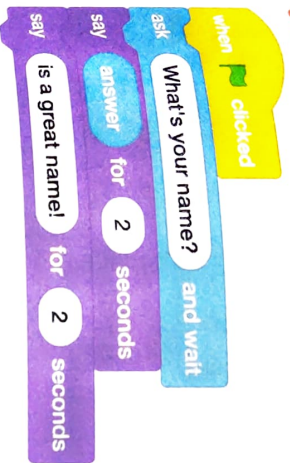 when clicked
ask What's your name? and wait
say answer for 2 seconds
say is a great name! for 2 seconds